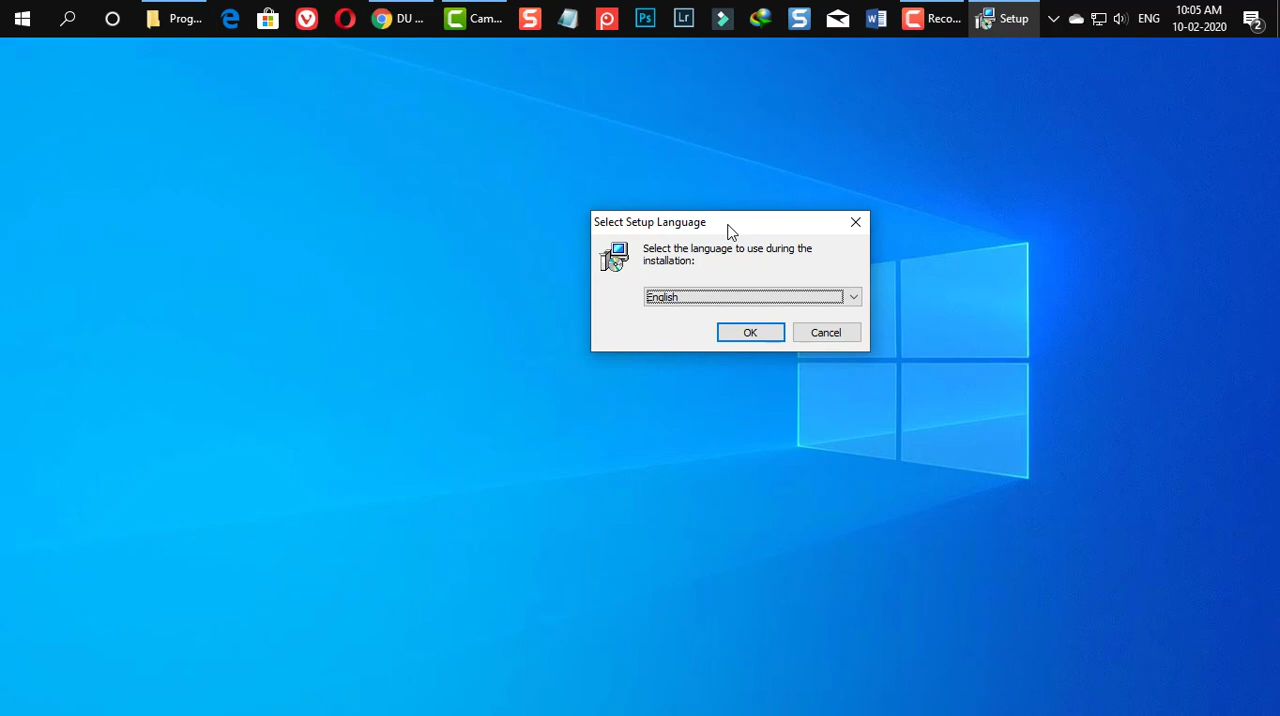 Prog...
DU ...
Cam...
Ps
Lr
Reco...
Setup
ENG
10:05 AM
10-02-2020
2
Select Setup Language
Select the language to use during the
installation:
English
OK
Cancel